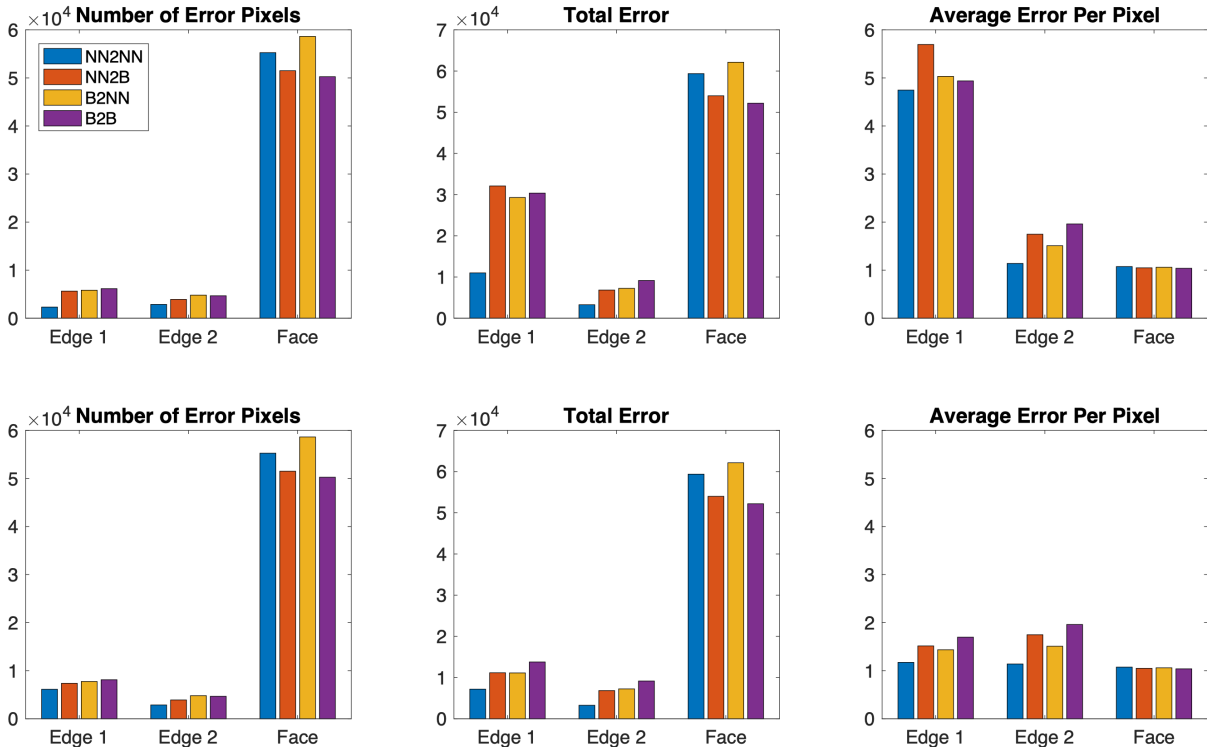 ×10⁴ Number of Error Pixels
6
5
4
3
2
1
0
NN2NN
NN2B
B2NN
B2B
Edge 1 Edge 2 Face
×10⁴ Total Error
7
6
5
4
3
2
1
0
Edge 1 Edge 2 Face
Average Error Per Pixel
6
5
4
3
2
1
0
Edge 1 Edge 2 Face
×10⁴ Number of Error Pixels
6
5
4
3
2
1
0
Edge 1 Edge 2 Face
×10⁴ Total Error
7
6
5
4
3
2
1
0
Edge 1 Edge 2 Face
Average Error Per Pixel
6
5
4
3
2
1
0
Edge 1 Edge 2 Face